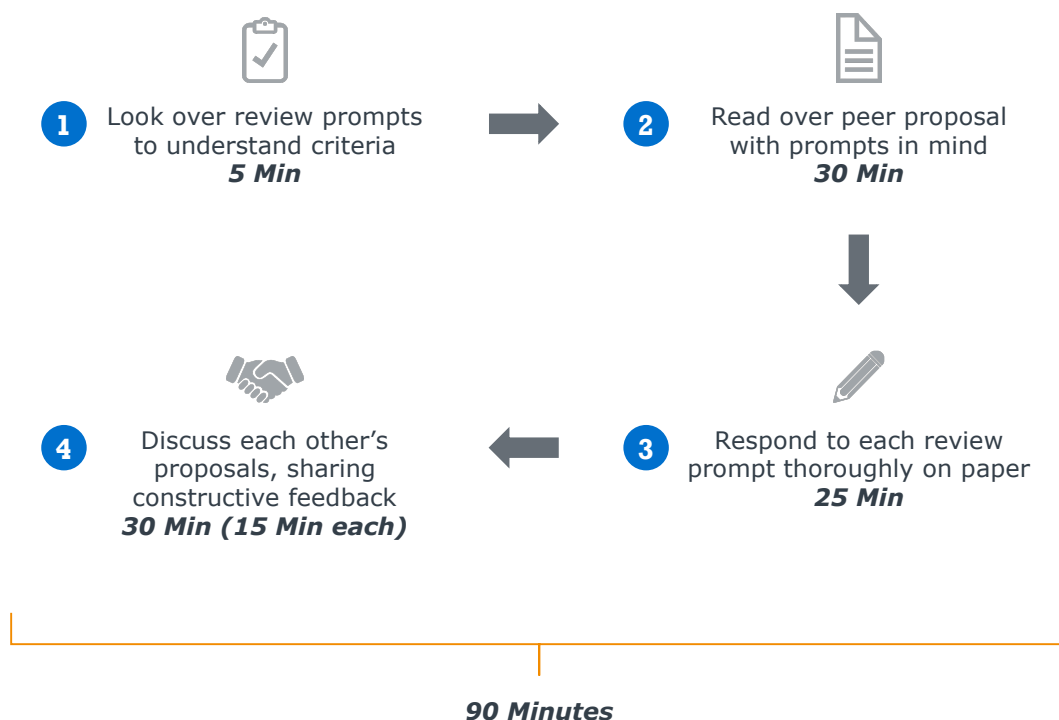 1
Look over review prompts
to understand criteria
5 Min
2
Read over peer proposal
with prompts in mind
30 Min
3
Respond to each review
prompt thoroughly on paper
25 Min
4
Discuss each other’s
proposals, sharing
constructive feedback
30 Min (15 Min each)
90 Minutes